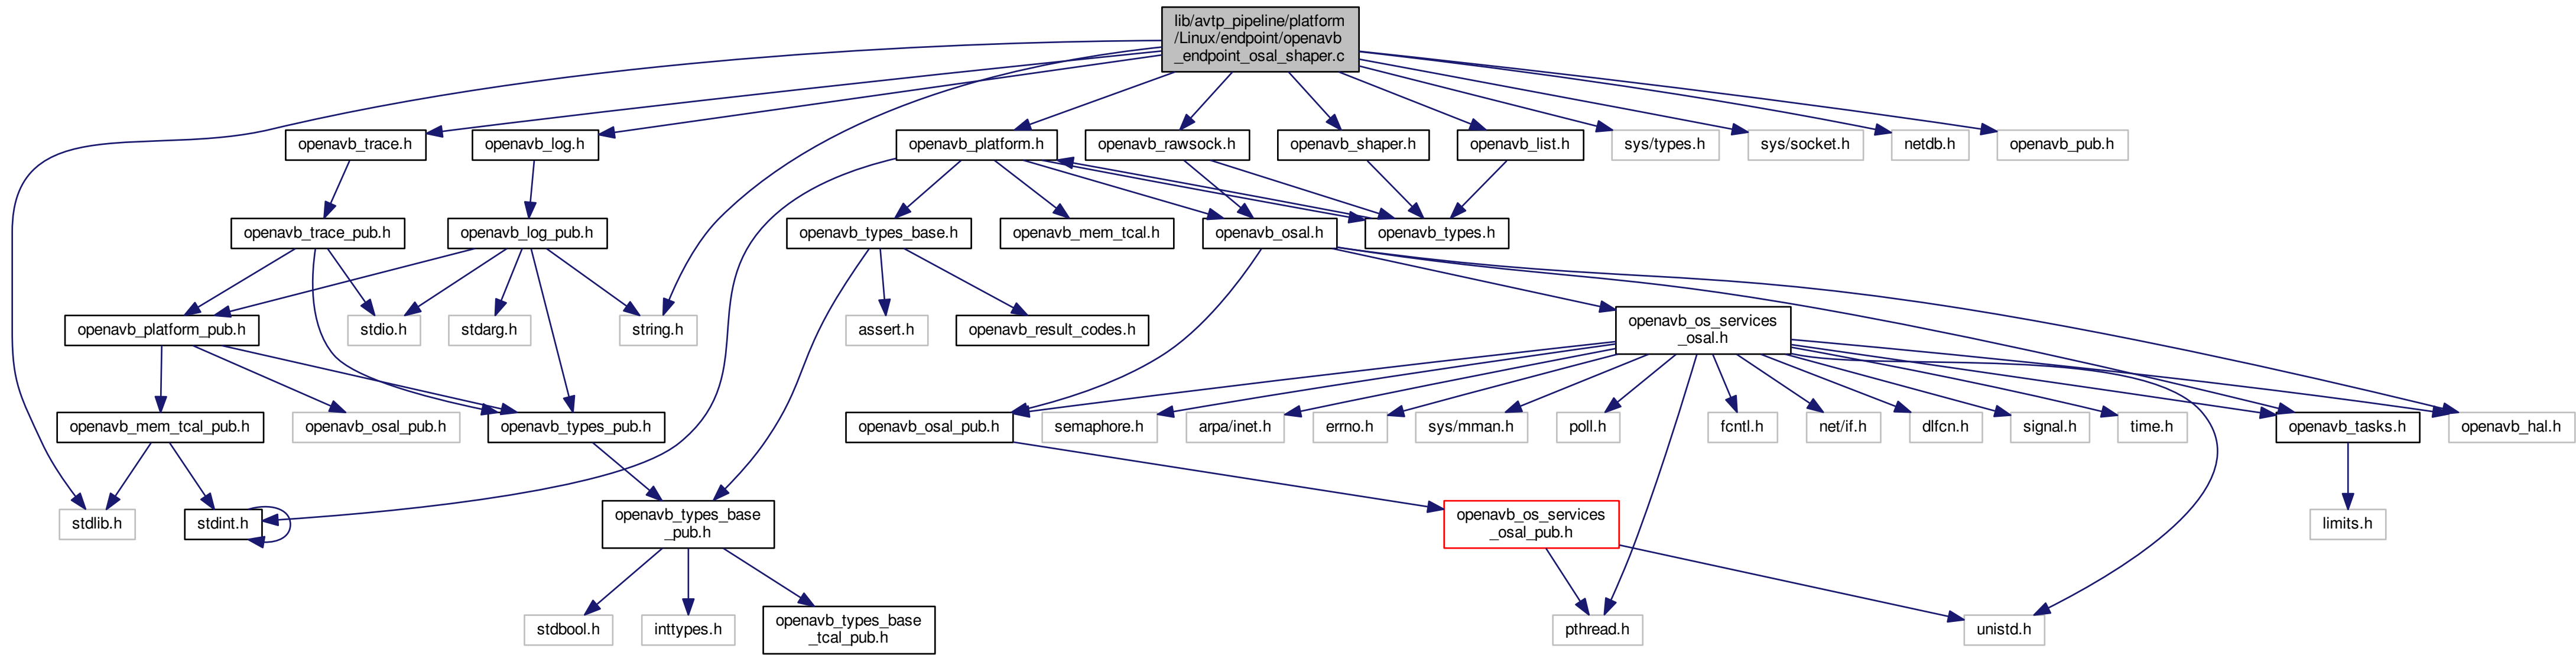 lib/avtp_pipeline/platform
/Linux/endpoint/openavb
_endpoint_osal_shaper.c
openavb_trace.h
openavb_log.h
openavb_platform.h
openavb_rawsock.h
openavb_shaper.h
openavb_list.h
sys/types.h
sys/socket.h
netdb.h
openavb_pub.h
openavb_trace_pub.h
openavb_log_pub.h
openavb_types_base.h
openavb_mem_tcal.h
openavb_osal.h
openavb_types.h
openavb_platform_pub.h
stdio.h
stdarg.h
string.h
assert.h
openavb_result_codes.h
openavb_os_services
_osal.h
openavb_mem_tcal_pub.h
openavb_osal_pub.h
openavb_types_pub.h
openavb_osal_pub.h
semaphore.h
arpa/inet.h
errno.h
sys/mman.h
poll.h
fcntl.h
net/if.h
dlfcn.h
signal.h
time.h
openavb_tasks.h
openavb_hal.h
stdlib.h
stdint.h
openavb_types_base
_pub.h
openavb_os_services
_osal_pub.h
limits.h
stdbool.h
inttypes.h
openavb_types_base
_tcal_pub.h
pthread.h
unistd.h